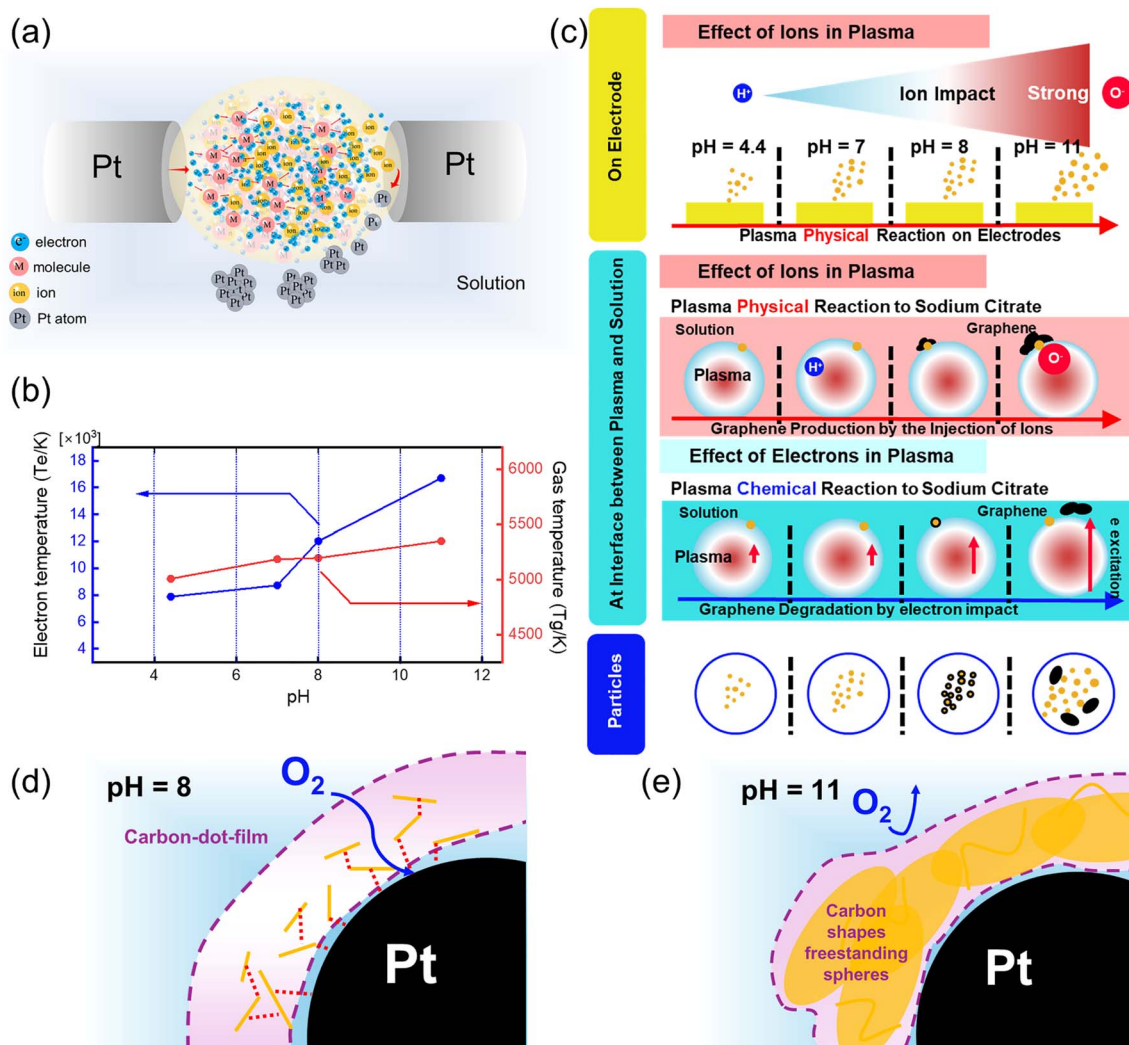 (a)
Pt
Pt
M
ion
Pt
electron
molecule
ion
Pt atom
e
M
ion
Pt
Solution
(b)
[×10³]
Electron temperature (Te/K)
18
16
14
12
10
8
6
4
Gas temperature (Tg/K)
6000
5500
5000
4500
4
6
8
10
12
pH
(c)
On Electrode
Effect of Ions in Plasma
H⁺
Ion Impact
Strong
O⁻
pH = 4.4
pH = 7
pH = 8
pH = 11
Plasma Physical Reaction on Electrodes
At Interface between Plasma and Solution
Effect of Ions in Plasma
Plasma Physical Reaction to Sodium Citrate
Solution
Graphene
Plasma
H⁺
O⁻
Graphene Production by the Injection of Ions
Effect of Electrons in Plasma
Plasma Chemical Reaction to Sodium Citrate
Solution
Graphene
Plasma
e excitation
Graphene Degradation by electron impact
Particles
(d)
pH = 8
O₂
Carbon-dot-film
Pt
(e)
pH = 11
O₂
Carbon
shapes
freestanding
spheres
Pt